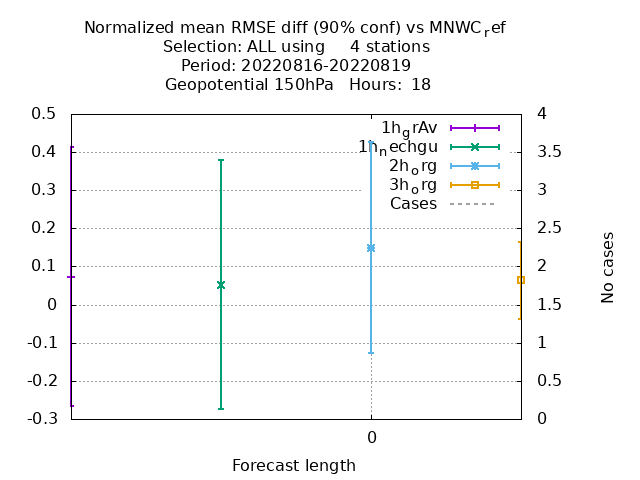 Normalized mean RMSE diff (90% conf) vs MNWC_ref
Selection: ALL using 4 stations
Period: 20220816-20220819
Geopotential 150hPa Hours: 18
0.5
0.4
0.3
0.2
0.1
0
-0.1
-0.2
-0.3
4
3.5
3
2.5
2
1.5
1
0.5
0
1h_grAv
1h_nechgu
2h_org
3h_org
Cases
No cases
0
Forecast length